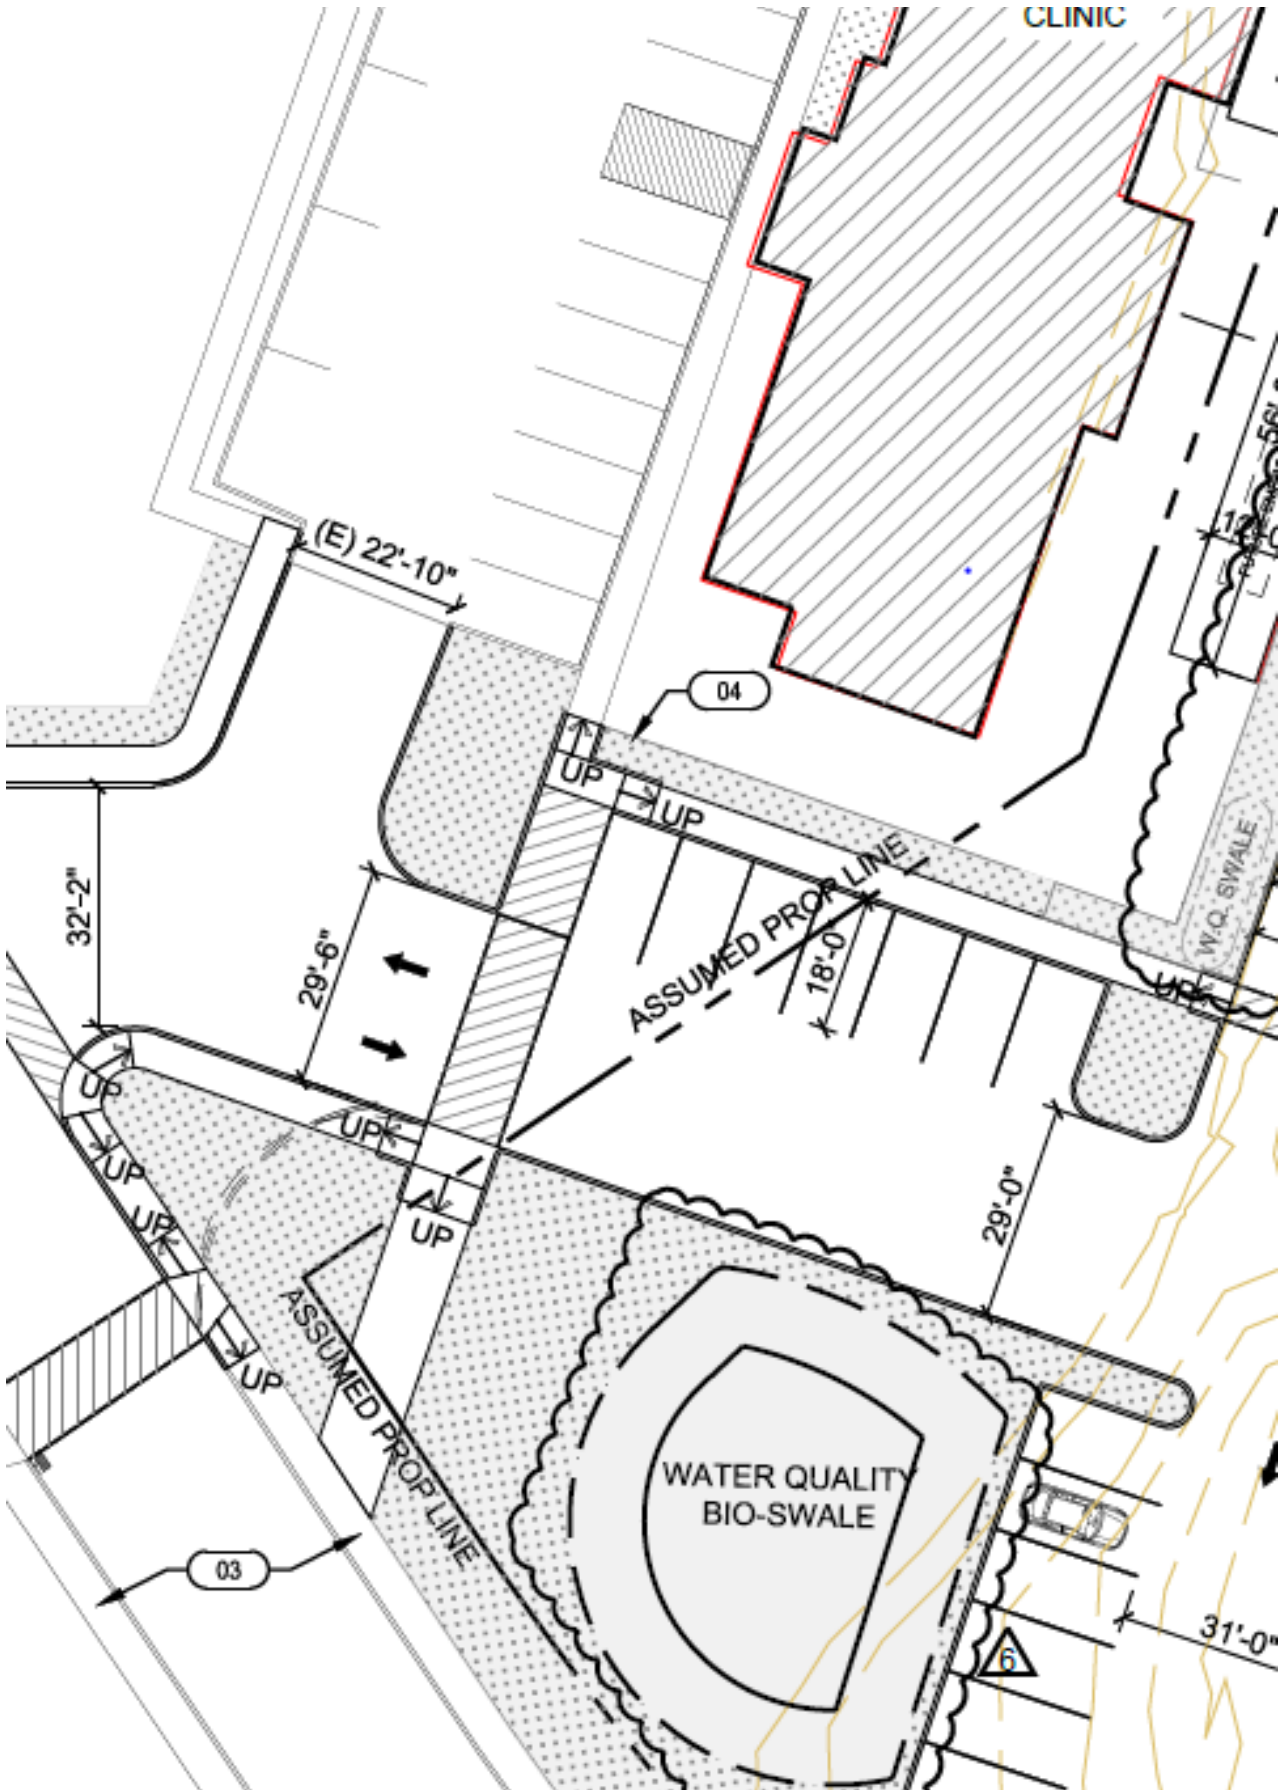 CLINIC
(E) 22'-10"
04
UP
UP
32'-2"
29'-6"
ASSUMED PROP LINE
18'-0
W.Q. SWALE
UP
UP
UP
UP
UP
UP
UP
29'-0"
ASSUMED PROP LINE
WATER QUALITY
BIO-SWALE
03
6
31'-0"